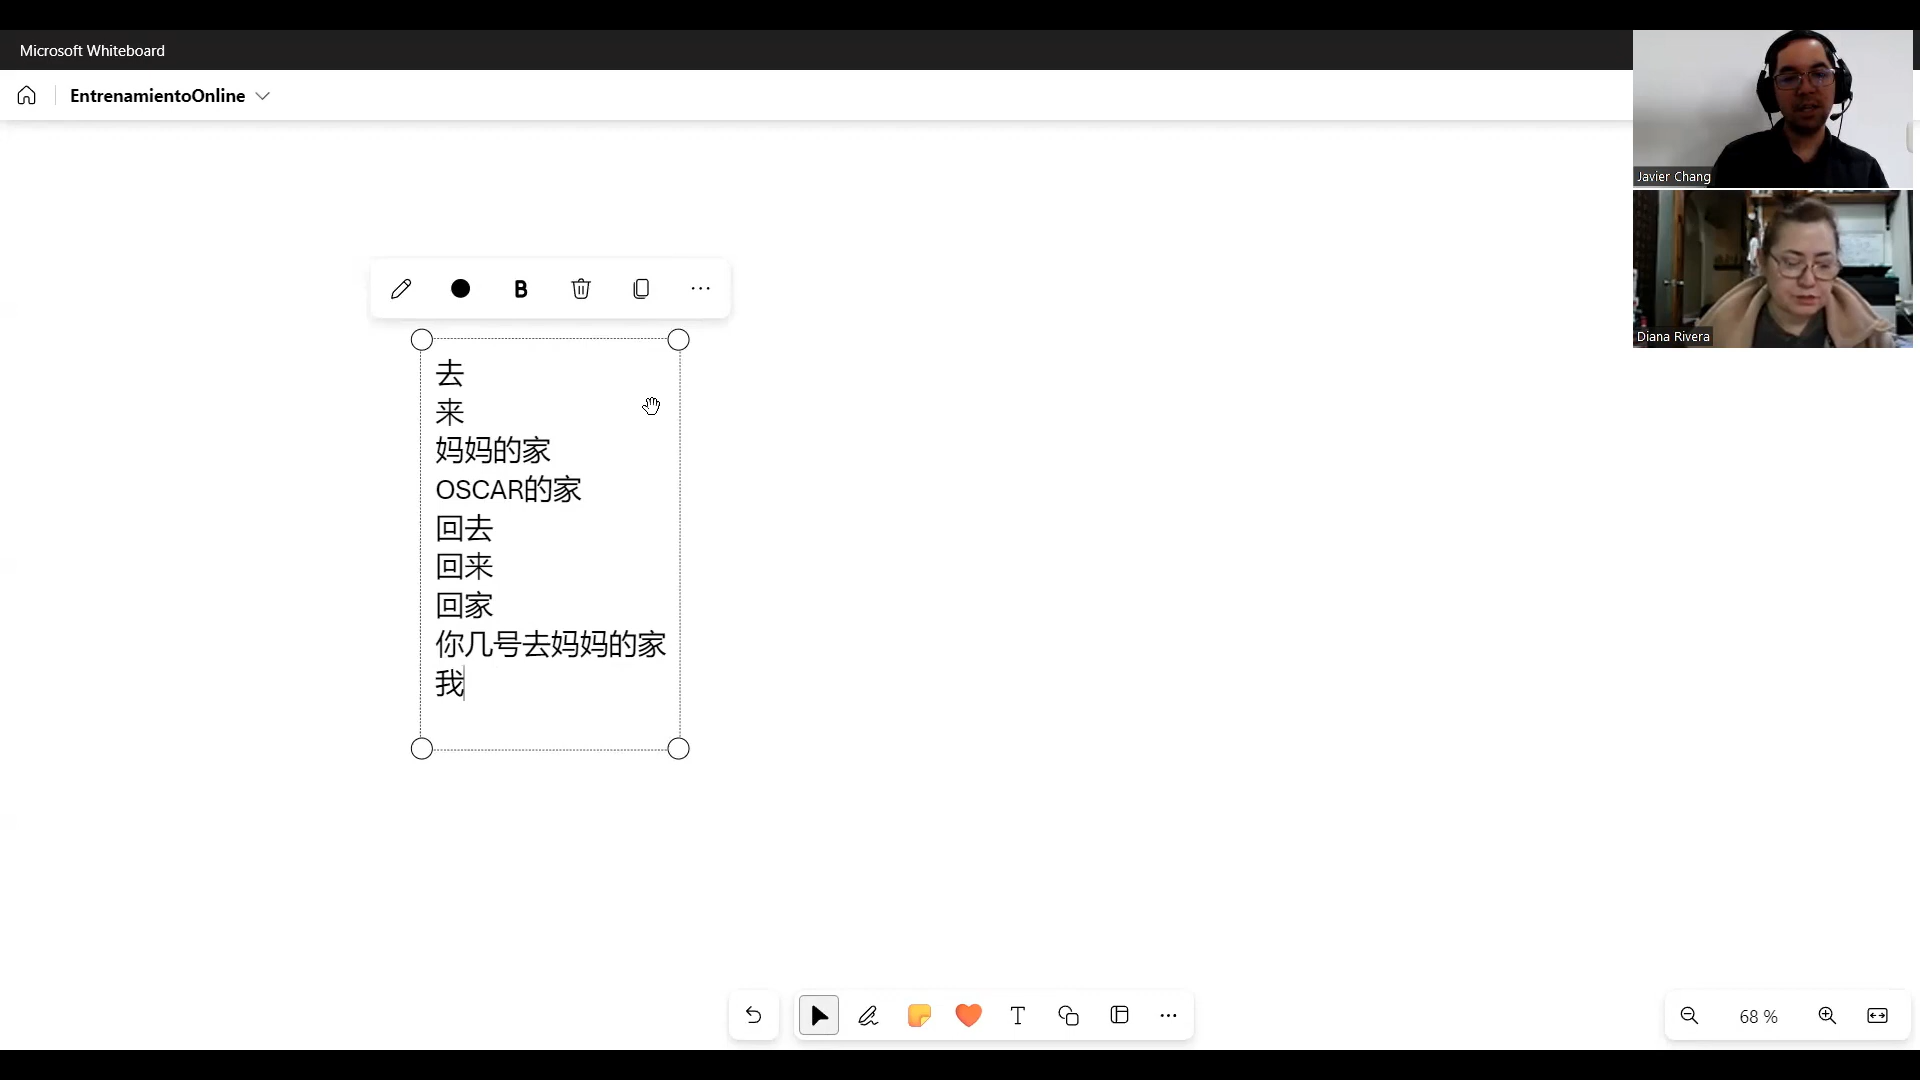 Microsoft Whiteboard
EntrenamientoOnline
Javier Chang
Diana Rivera
B
去
来
妈妈的家
OSCAR的家
回去
回来
回家
你几号去妈妈的家
我
T
68 %